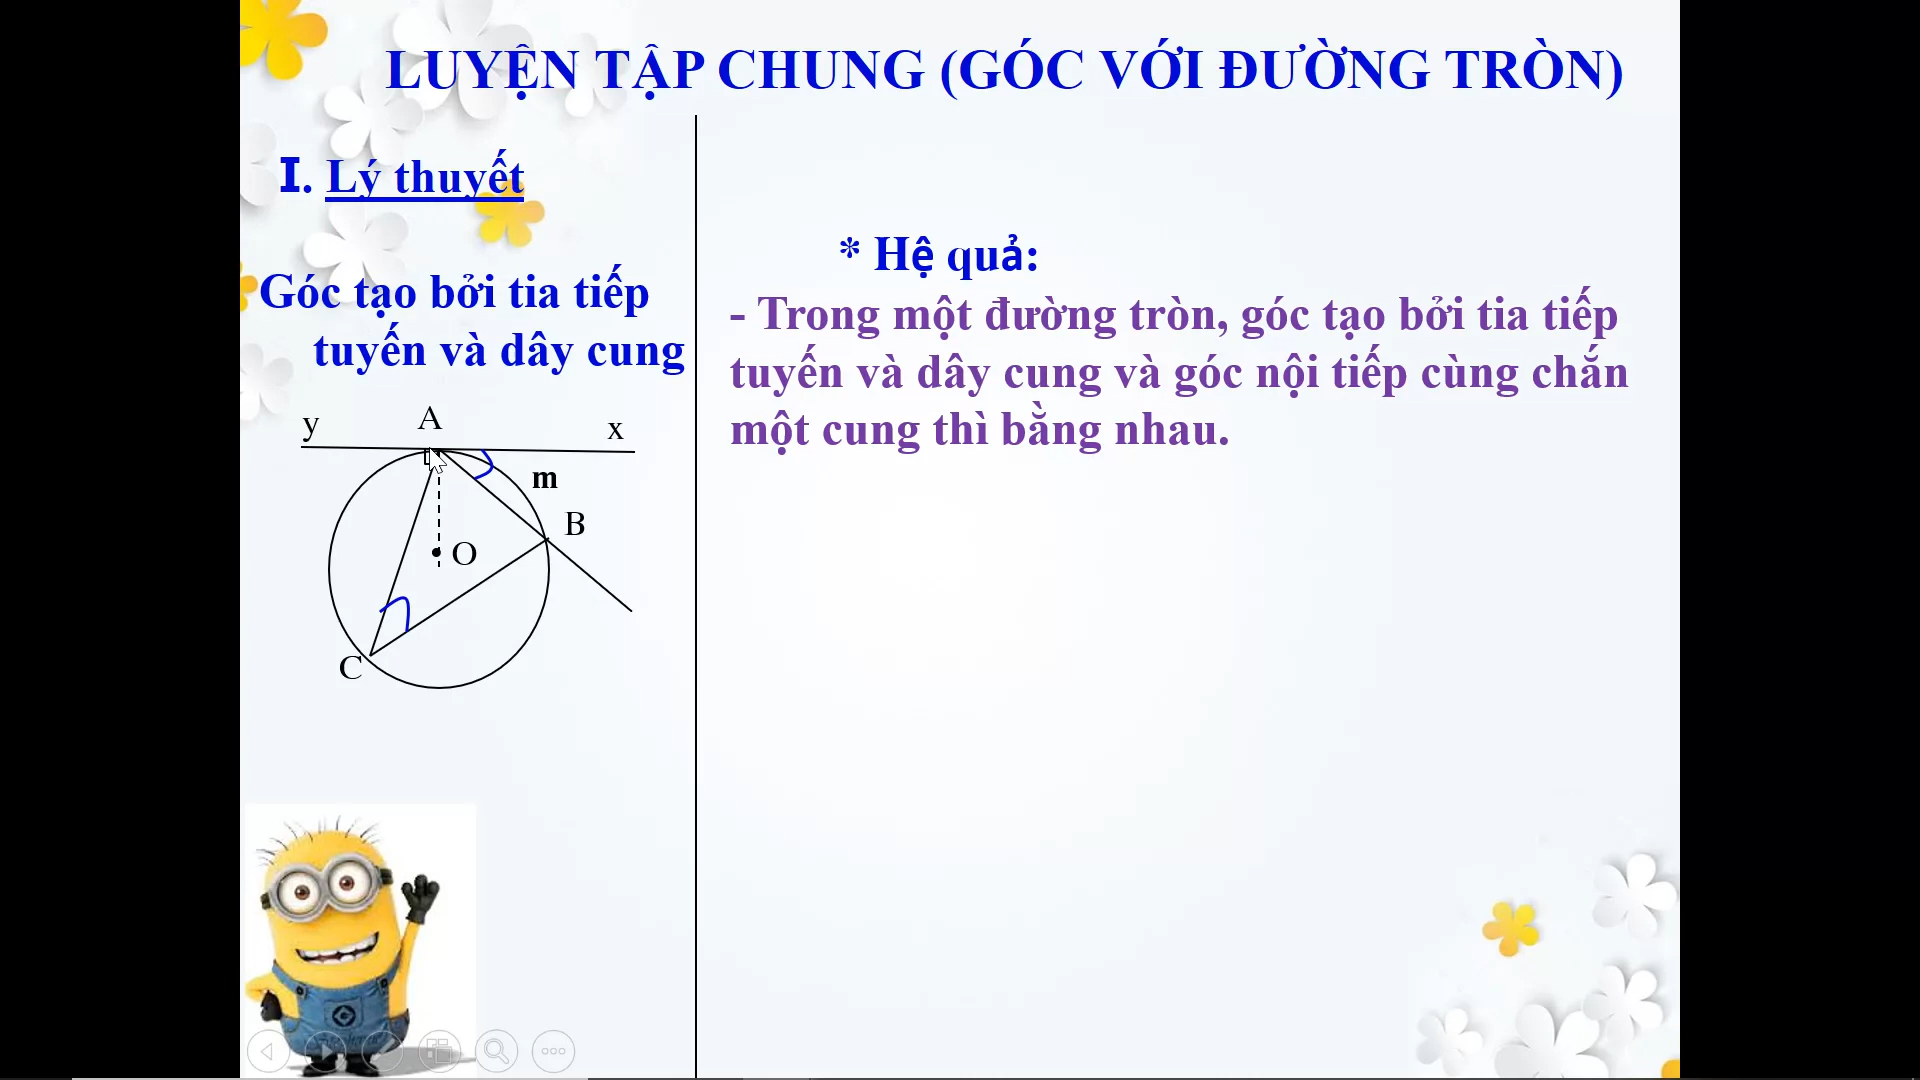 LUYỆN TẬP CHUNG (GÓC VỚI ĐƯỜNG TRÒN)
I. Lý thuyết
Góc tạo bởi tia tiếp
tuyến và dây cung
y
A
x
m
B
O
C
* Hệ quả:
- Trong một đường tròn, góc tạo bởi tia tiếp
tuyến và dây cung và góc nội tiếp cùng chắn
một cung thì bằng nhau.